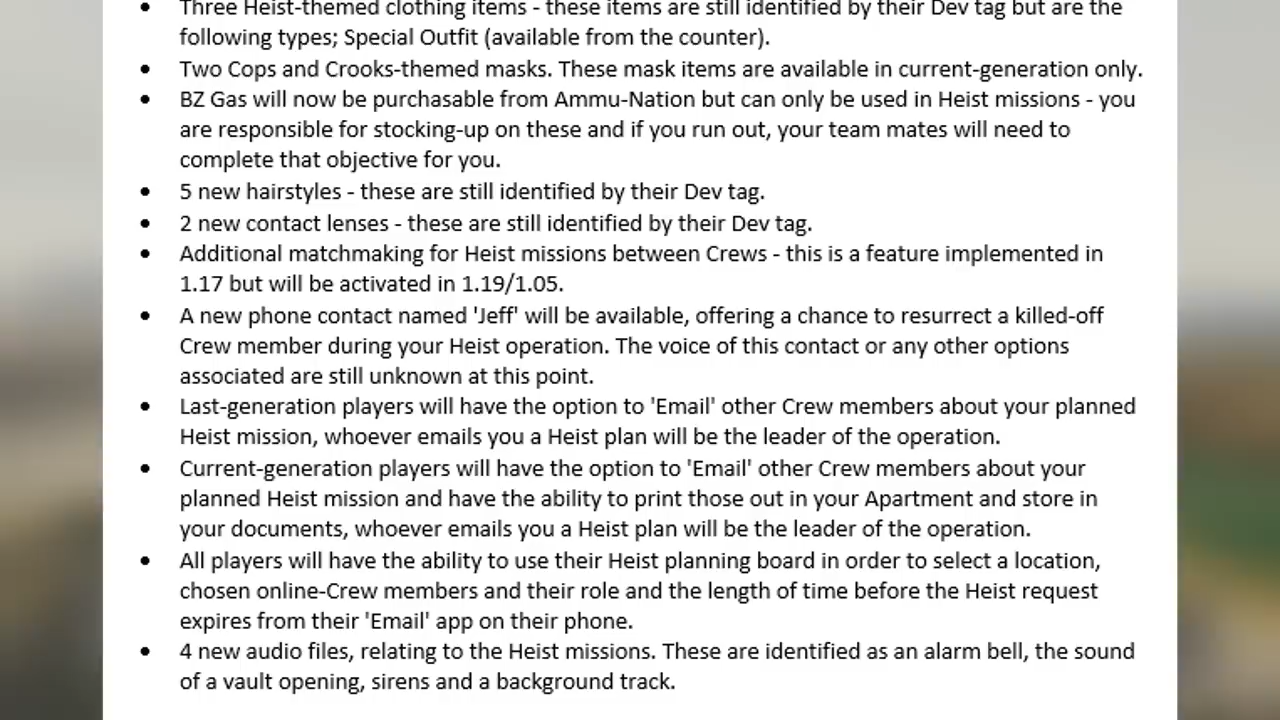 • Three Heist-themed clothing items - these items are still identified by their Dev tag but are the
following types; Special Outfit (available from the counter).
• Two Cops and Crooks-themed masks. These mask items are available in current-generation only.
• BZ Gas will now be purchasable from Ammu-Nation but can only be used in Heist missions - you
are responsible for stocking-up on these and if you run out, your team mates will need to
complete that objective for you.
• 5 new hairstyles - these are still identified by their Dev tag.
• 2 new contact lenses - these are still identified by their Dev tag.
• Additional matchmaking for Heist missions between Crews - this is a feature implemented in
1.17 but will be activated in 1.19/1.05.
• A new phone contact named 'Jeff' will be available, offering a chance to resurrect a killed-off
Crew member during your Heist operation. The voice of this contact or any other options
associated are still unknown at this point.
• Last-generation players will have the option to 'Email' other Crew members about your planned
Heist mission, whoever emails you a Heist plan will be the leader of the operation.
• Current-generation players will have the option to 'Email' other Crew members about your
planned Heist mission and have the ability to print those out in your Apartment and store in
your documents, whoever emails you a Heist plan will be the leader of the operation.
• All players will have the ability to use their Heist planning board in order to select a location,
chosen online-Crew members and their role and the length of time before the Heist request
expires from their 'Email' app on their phone.
• 4 new audio files, relating to the Heist missions. These are identified as an alarm bell, the sound
of a vault opening, sirens and a background track.